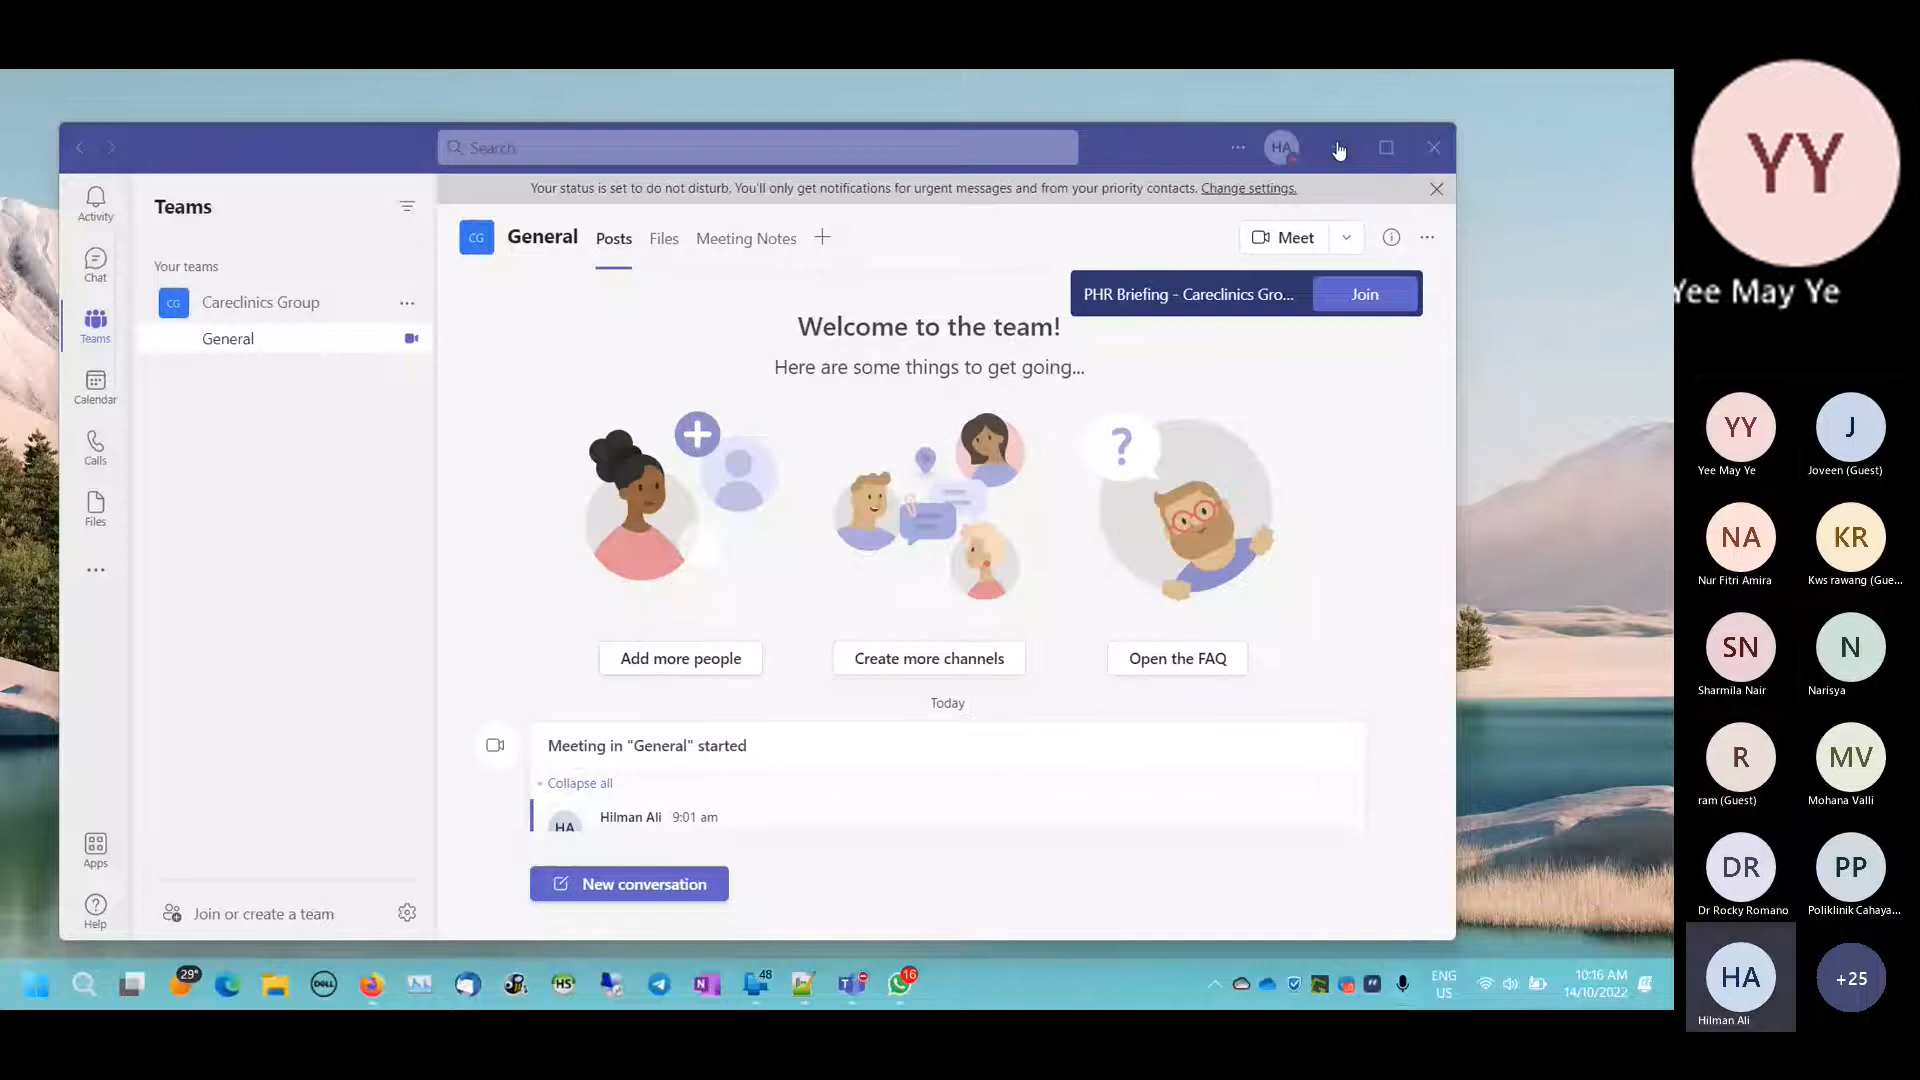 Search
HA
Your status is set to do not disturb. You'll only get notifications for urgent messages and from your priority contacts. Change settings.
Activity
Chat
Teams
Calendar
Calls
Files
Apps
Help
Teams
Your teams
CG Careclinics Group
General
Join or create a team
CG General Posts Files Meeting Notes
Meet
PHR Briefing - Careclinics Gro... Join
Welcome to the team!
Here are some things to get going...
?
Add more people
Create more channels
Open the FAQ
Today
Meeting in "General" started
Collapse all
HA Hilman Ali 9:01 am
New conversation
29°
DELL
HS
N
48
T
16
ENG
US
10:16 AM
14/10/2022
YY
Yee May Ye
YY
Yee May Ye
J
Joveen (Guest)
NA
Nur Fitri Amira
KR
Kws rawang (Gue...
SN
Sharmila Nair
N
Narisya
R
ram (Guest)
MV
Mohana Valli
DR
Dr Rocky Romano
PP
Poliklinik Cahaya...
HA
Hilman Ali
+25